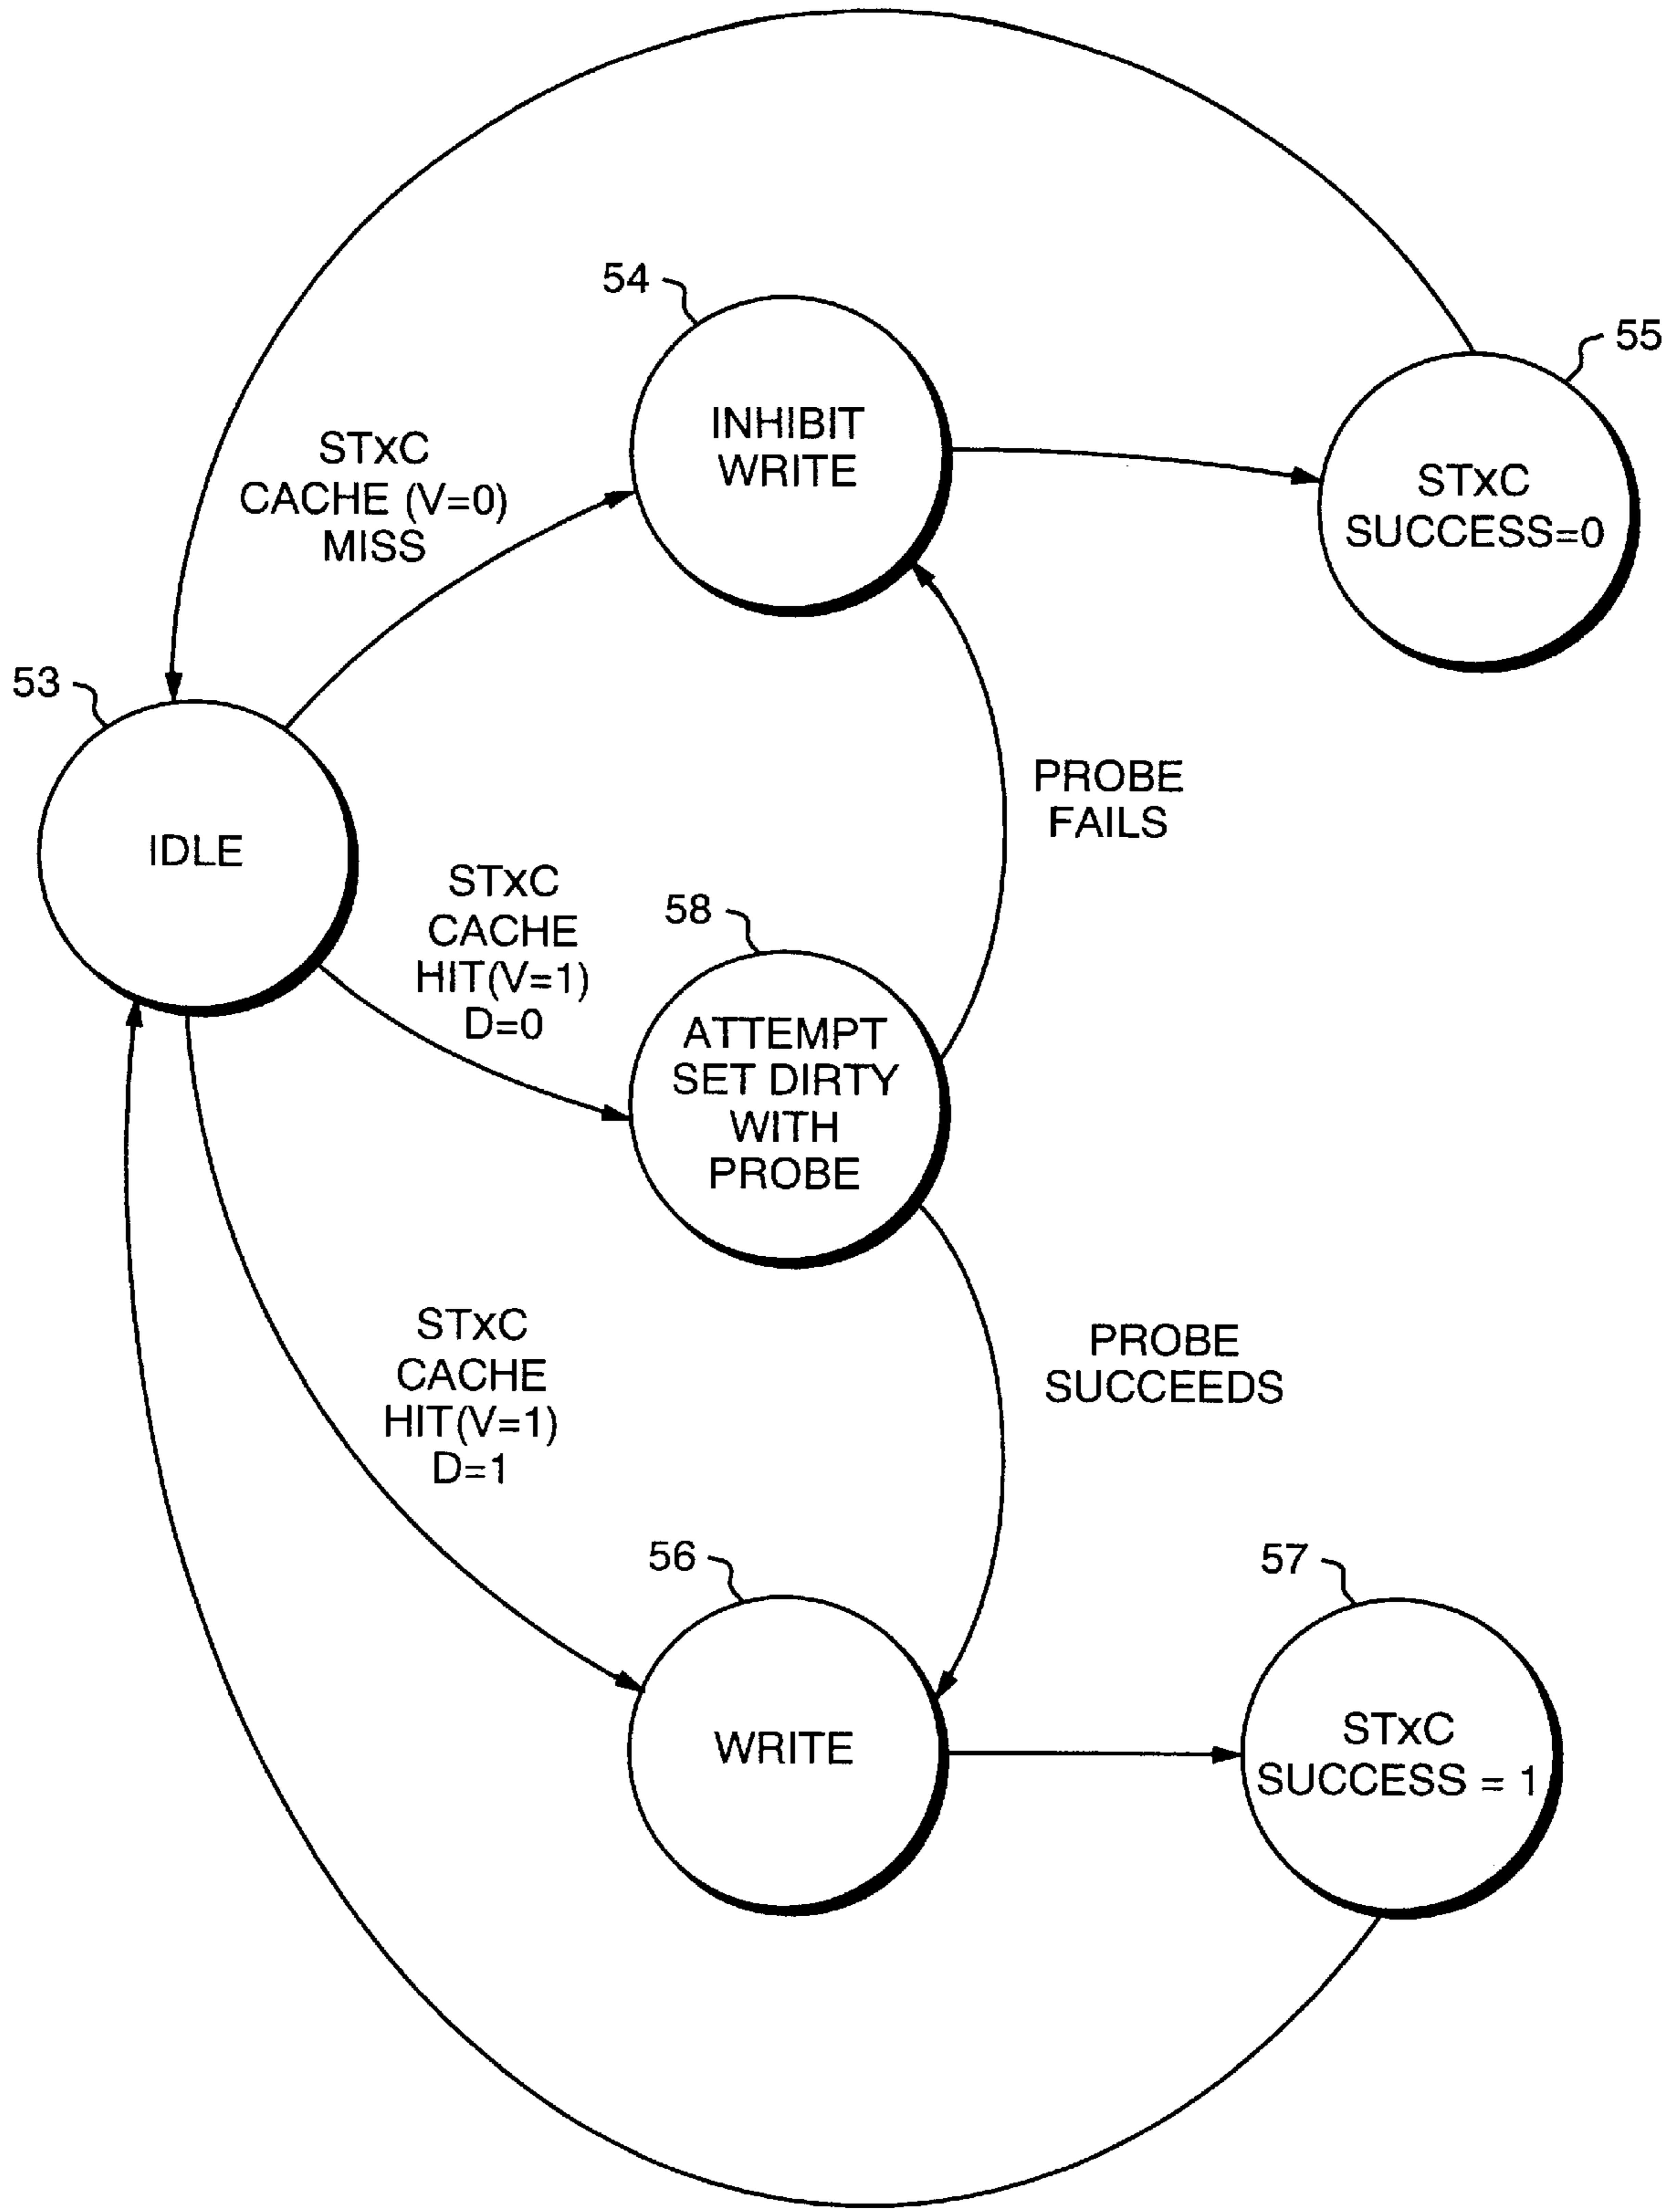 54
55
INHIBIT
WRITE
STxC
CACHE (V=0)
MISS
STxC
SUCCESS=0
53
IDLE
PROBE
FAILS
STxC
CACHE
HIT(V=1)
D=0
58
ATTEMPT
SET DIRTY
WITH
PROBE
STxC
CACHE
HIT(V=1)
D=1
PROBE
SUCCEEDS
56
57
WRITE
STxC
SUCCESS = 1